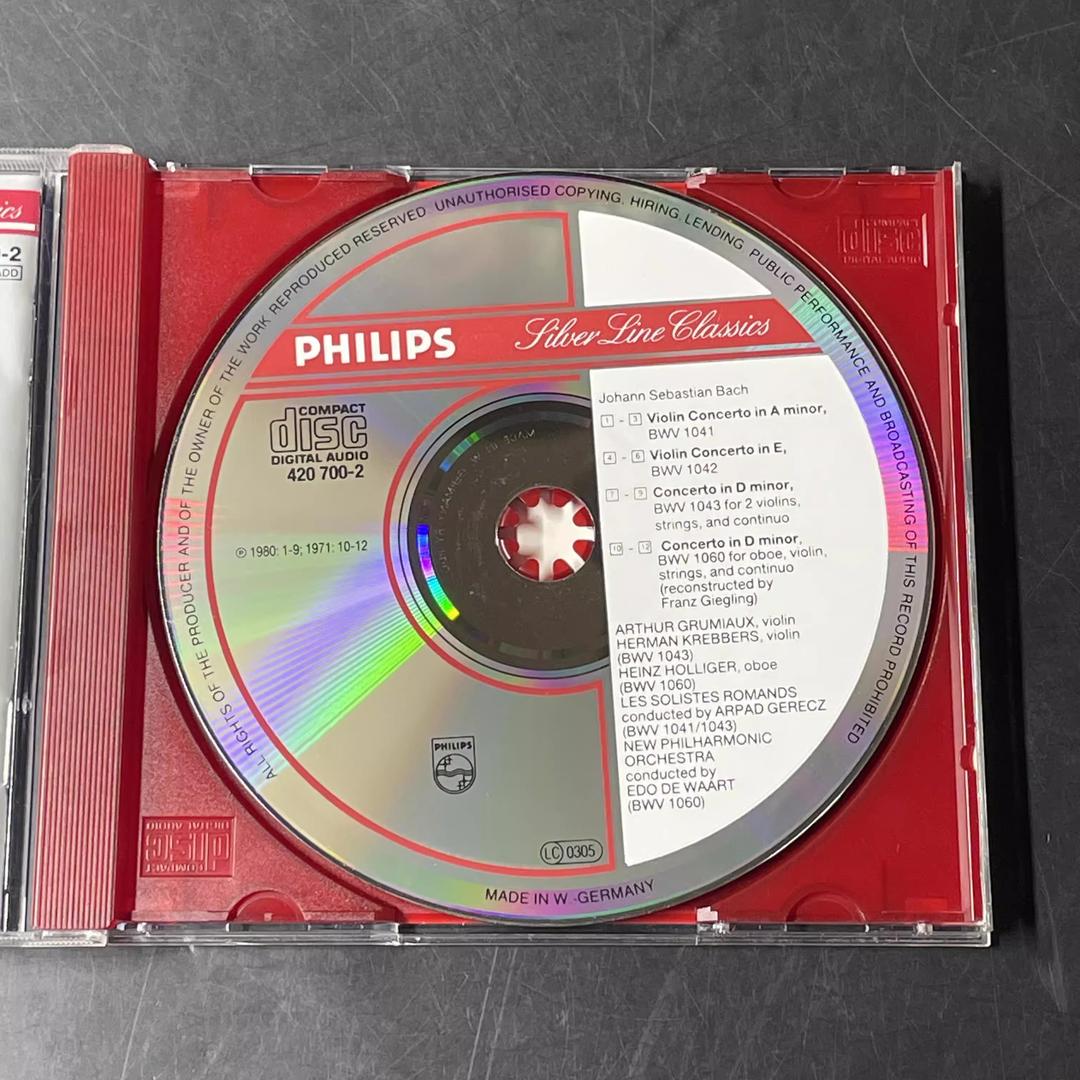 ics
-2
ADD
COMPACT
disc
DIGITAL AUDIO
ALL RIGHTS OF THE PRODUCER AND OF THE OWNER OF THE WORK REPRODUCED RESERVED UNAUTHORISED COPYING, HIRING, LENDING, PUBLIC PERFORMANCE AND BROADCASTING OF THIS RECORD PROHIBITED
PHILIPS
Silver Line Classics
COMPACT
disc
DIGITAL AUDIO
420 700-2
℗ 1980: 1-9; 1971: 10-12
Johann Sebastian Bach
1 - 3 Violin Concerto in A minor,
BWV 1041
4 - 6 Violin Concerto in E,
BWV 1042
7 - 9 Concerto in D minor,
BWV 1043 for 2 violins,
strings, and continuo
10 - 12 Concerto in D minor,
BWV 1060 for oboe, violin,
strings, and continuo
(reconstructed by
Franz Giegling)
ARTHUR GRUMIAUX, violin
HERMAN KREBBERS, violin
(BWV 1043)
HEINZ HOLLIGER, oboe
(BWV 1060)
LES SOLISTES ROMANDS
conducted by ARPAD GERECZ
(BWV 1041/1043)
NEW PHILHARMONIC
ORCHESTRA
conducted by
EDO DE WAART
(BWV 1060)
PHILIPS
LC 0305
MADE IN W.-GERMANY
COMPACT
disc
DIGITAL AUDIO